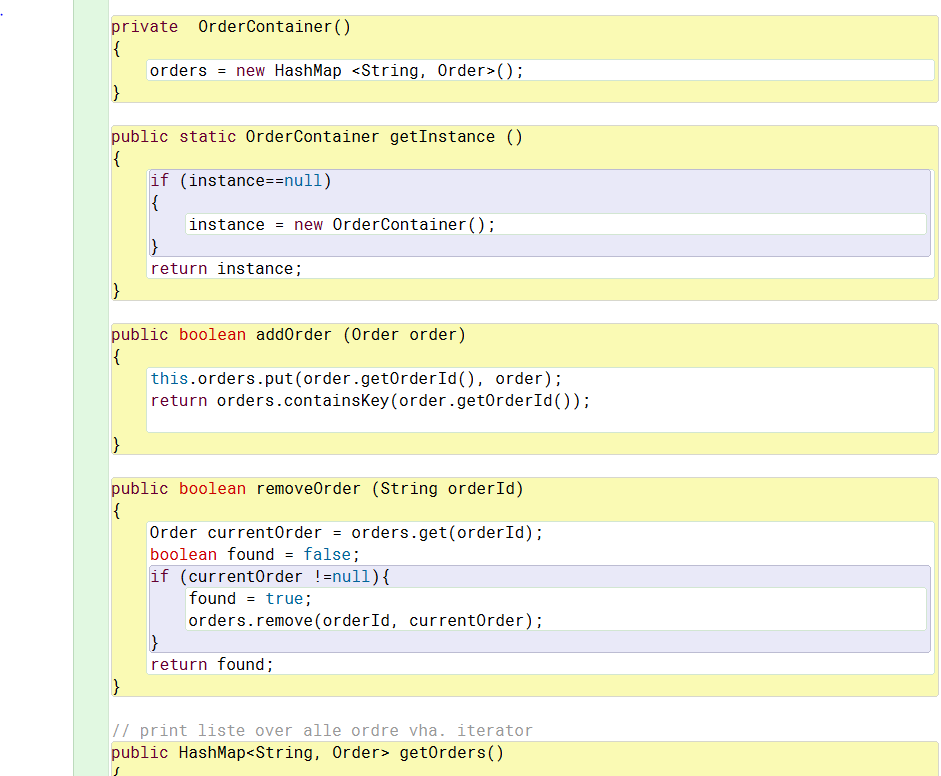 private  OrderContainer()
{
orders = new HashMap <String, Order>();
}
public static OrderContainer getInstance ()
{
if (instance==null)
{
instance = new OrderContainer();
}
return instance;
}
public boolean addOrder (Order order)
{
this.orders.put(order.getOrderId(), order);
return orders.containsKey(order.getOrderId());
}
public boolean removeOrder (String orderId)
{
Order currentOrder = orders.get(orderId);
boolean found = false;
if (currentOrder !=null){
found = true;
orders.remove(orderId, currentOrder);
}
return found;
}
// print liste over alle ordre vha. iterator
public HashMap<String, Order> getOrders()
{